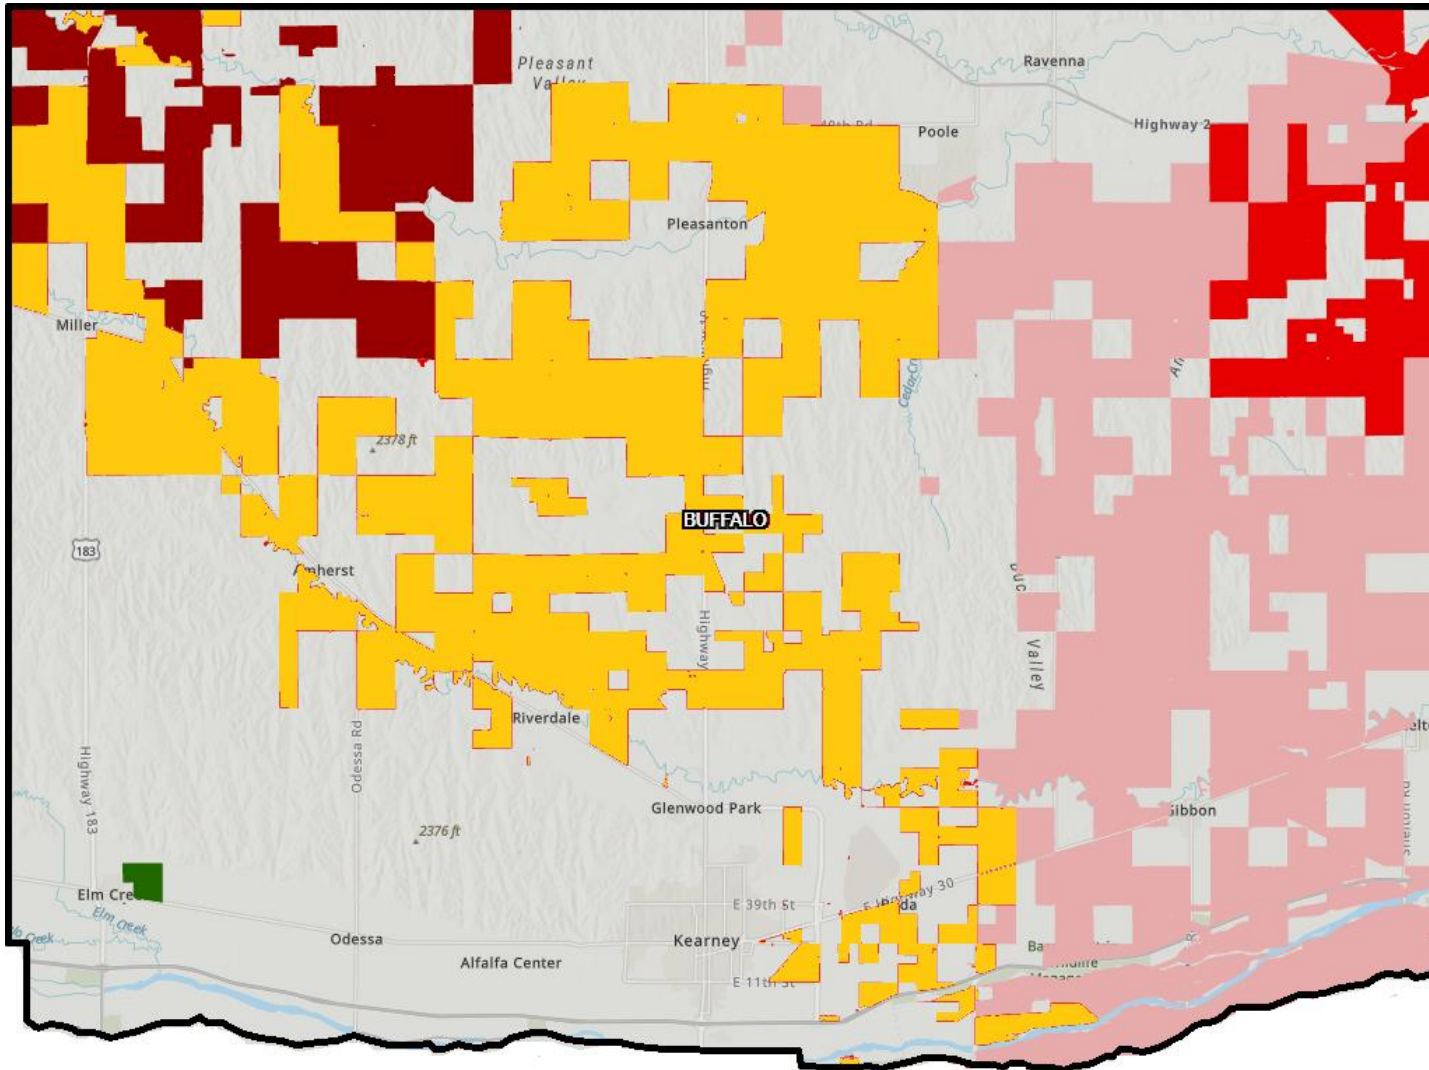 Pleasant
Ravenna
Highway 2
Poole
Pleasanton
Miller
2378 ft
BUFFALO
183
Amherst
Highway
Valley
Riverdale
Odessa Rd
Highway 183
Glenwood Park
Gibbon
2376 ft
E 39th St
Elm Creek
Odessa
Kearney
Alfalfa Center
E 11th St